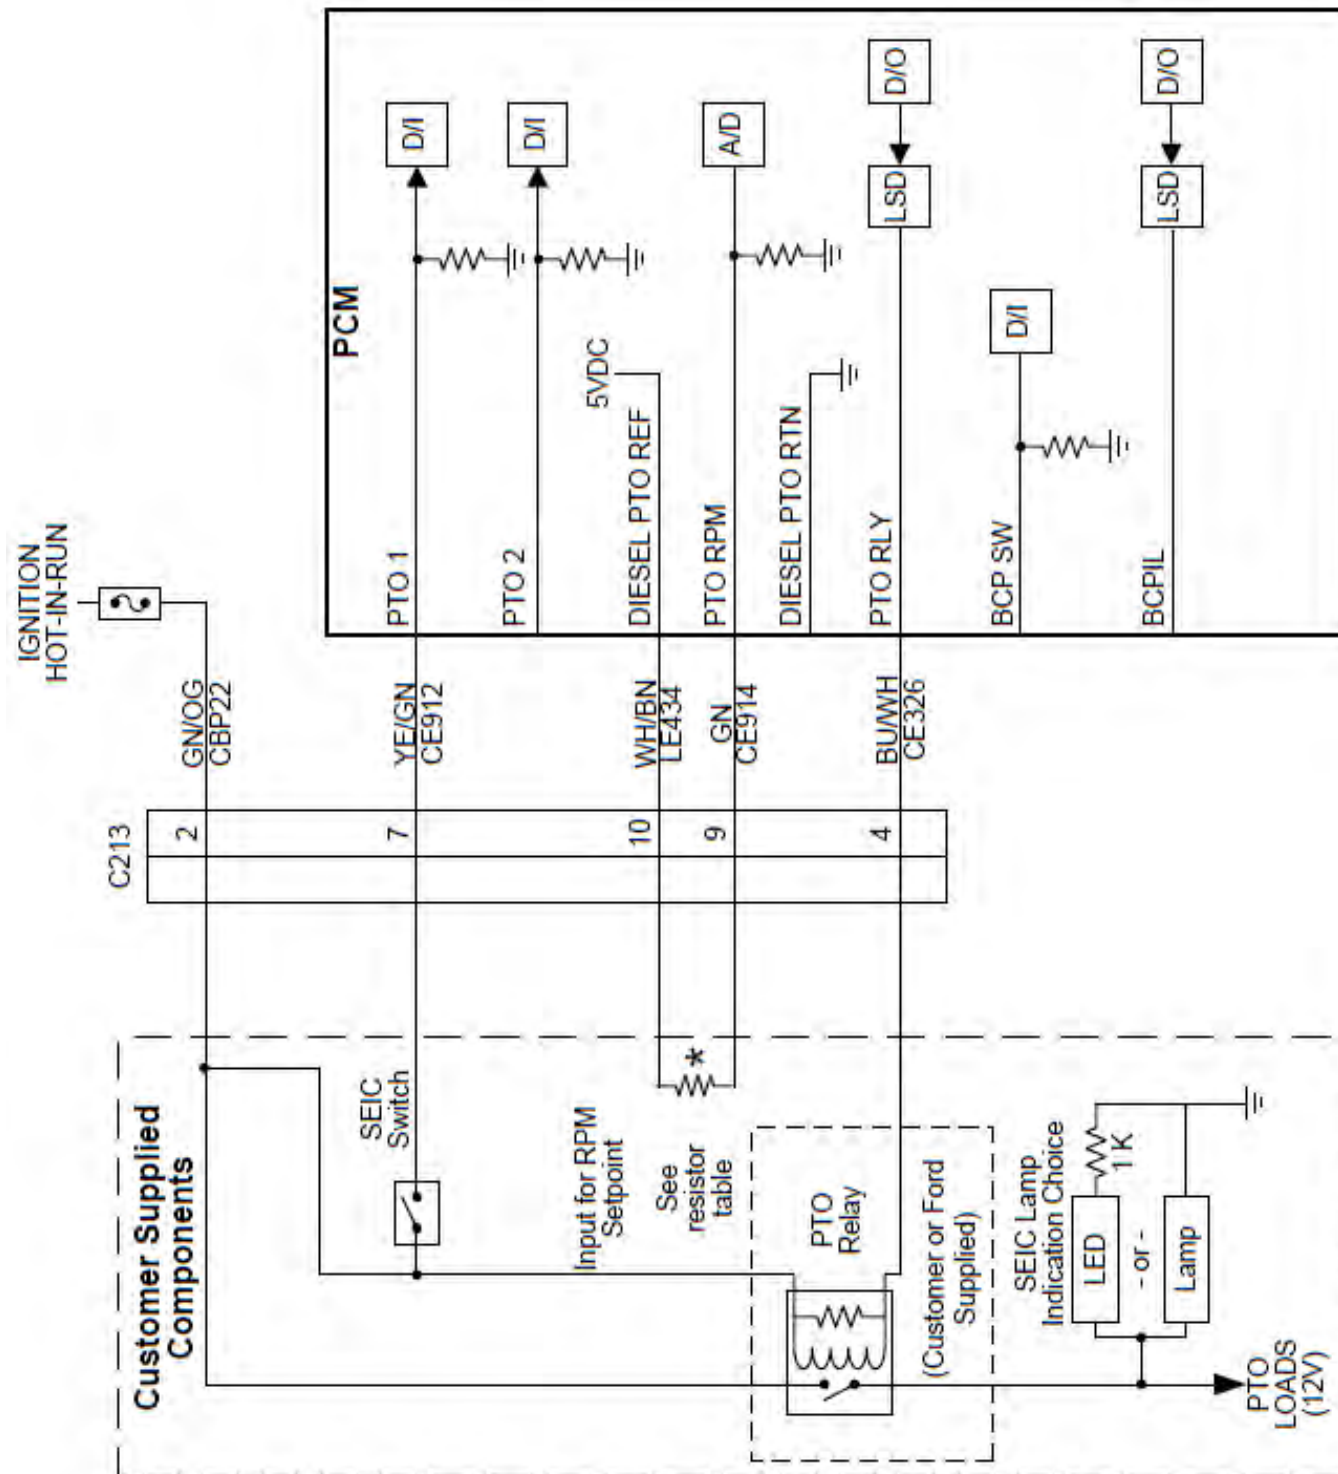 IGNITION
HOT-IN-RUN
PCM
D/I
D/I
A/D
D/O
LSD
D/I
D/O
LSD
5VDC
PTO 1
PTO 2
DIESEL PTO REF
PTO RPM
DIESEL PTO RTN
PTO RLY
BCP SW
BCPIL
GN/OG
CBP22
YE/GN
CE912
WH/BN
LE434
GN
CE914
BU/WH
CE326
C213
2
7
10
9
4
Customer Supplied
Components
SEIC
Switch
Input for RPM
Setpoint
See
resistor
table
*
PTO
Relay
(Customer or Ford
Supplied)
SEIC Lamp
Indication Choice
LED
1 K
- or -
Lamp
PTO
LOADS
(12V)